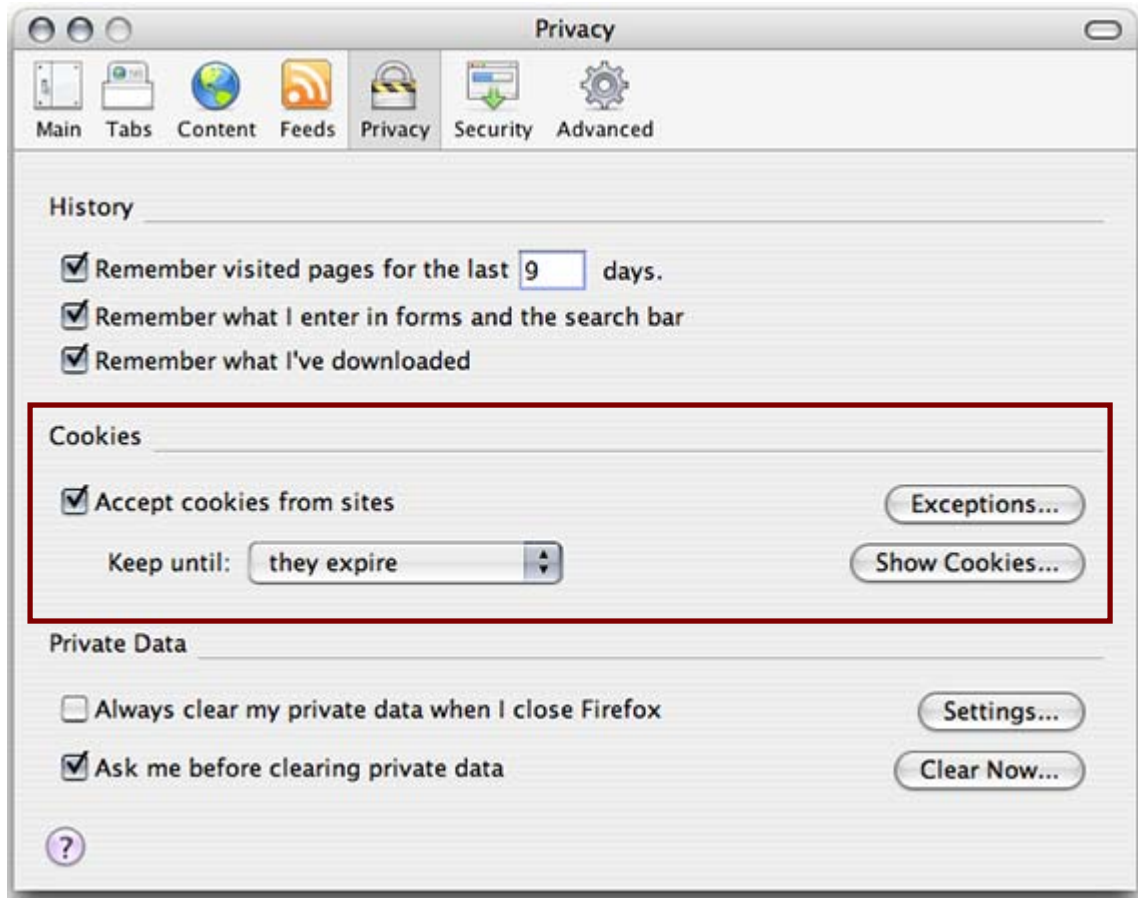 Privacy
Main Tabs Content Feeds Privacy Security Advanced
History
Remember visited pages for the last 9 days.
Remember what I enter in forms and the search bar
Remember what I've downloaded
Cookies
Accept cookies from sites Exceptions...
Keep until: they expire Show Cookies...
Private Data
Always clear my private data when I close Firefox Settings...
Ask me before clearing private data Clear Now...
?